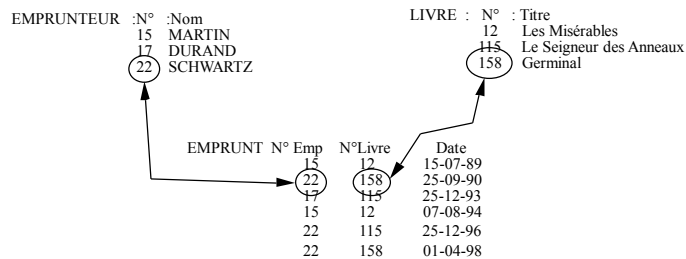 EMPRUNTEUR :N° :Nom
15 MARTIN
17 DURAND
22 SCHWARTZ
LIVRE : N° : Titre
12 Les Misérables
115 Le Seigneur des Anneaux
158 Germinal
EMPRUNT N° Emp N°Livre Date
15 12 15-07-89
22 158 25-09-90
17 115 25-12-93
15 12 07-08-94
22 115 25-12-96
22 158 01-04-98